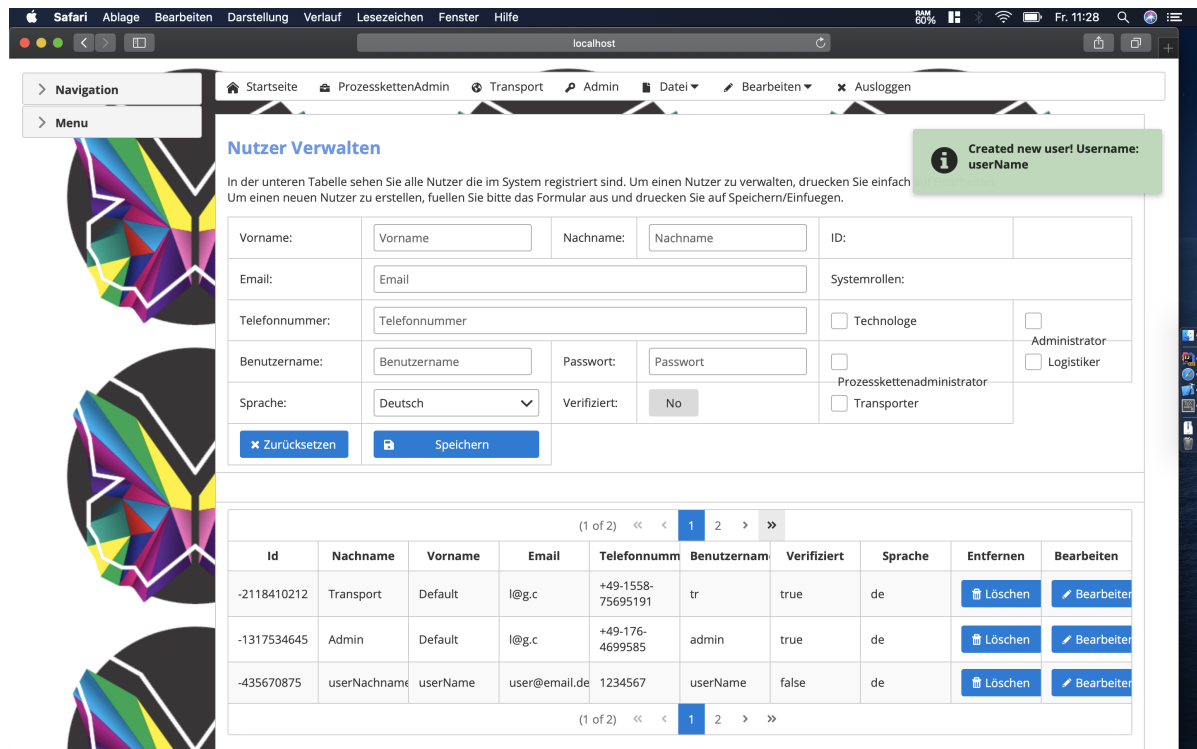 Safari Ablage Bearbeiten Darstellung Verlauf Lesezeichen Fenster Hilfe RAM 60% Fr. 11:28
localhost
Navigation
Menu
Startseite ProzesskettenAdmin Transport Admin Datei Bearbeiten Ausloggen
Created new user! Username:
userName
Nutzer Verwalten
In der unteren Tabelle sehen Sie alle Nutzer die im System registriert sind. Um einen Nutzer zu verwalten, druecken Sie einfach
Um einen neuen Nutzer zu erstellen, fuellen Sie bitte das Formular aus und druecken Sie auf Speichern/Einfuegen.
Vorname: Vorname Nachname: Nachname ID:
Email: Email Systemrollen:
Telefonnummer: Telefonnummer Technologe
Administrator
Benutzername: Benutzername Passwort: Passwort Logistiker
Prozesskettenadministrator
Sprache: Deutsch Verifiziert: No Transporter
Zurücksetzen Speichern
(1 of 2) 1 2
Id Nachname Vorname Email Telefonnumm Benutzernam Verifiziert Sprache Entfernen Bearbeiten
-2118410212 Transport Default l@g.c +49-1558-75695191 tr true de Löschen Bearbeiten
-1317534645 Admin Default l@g.c +49-176-4699585 admin true de Löschen Bearbeiten
-435670875 userNachname userName user@email.de 1234567 userName false de Löschen Bearbeiten
(1 of 2) 1 2